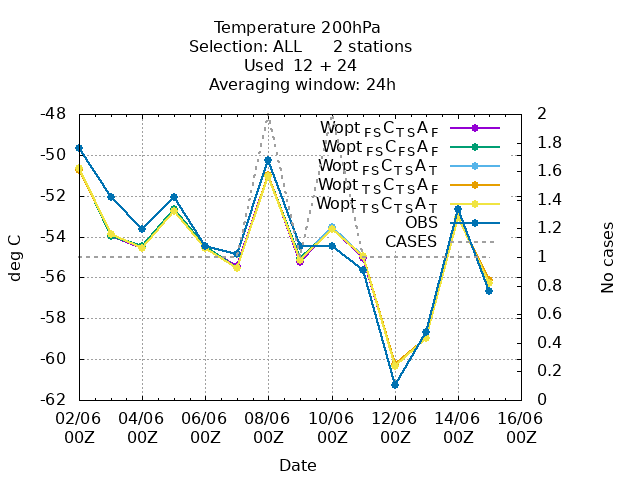 Temperature 200hPa
Selection: ALL 2 stations
Used 12 + 24
Averaging window: 24h
-48
-50
-52
-54
-56
-58
-60
-62
deg C
2
1.8
1.6
1.4
1.2
1
0.8
0.6
0.4
0.2
0
No cases
Wopt FS C TS A F
Wopt FS C FS A F
Wopt FS C TS A T
Wopt TS C TS A F
Wopt TS C TS A T
OBS
CASES
02/06 04/06 06/06 08/06 10/06 12/06 14/06 16/06
00Z 00Z 00Z 00Z 00Z 00Z 00Z 00Z
Date